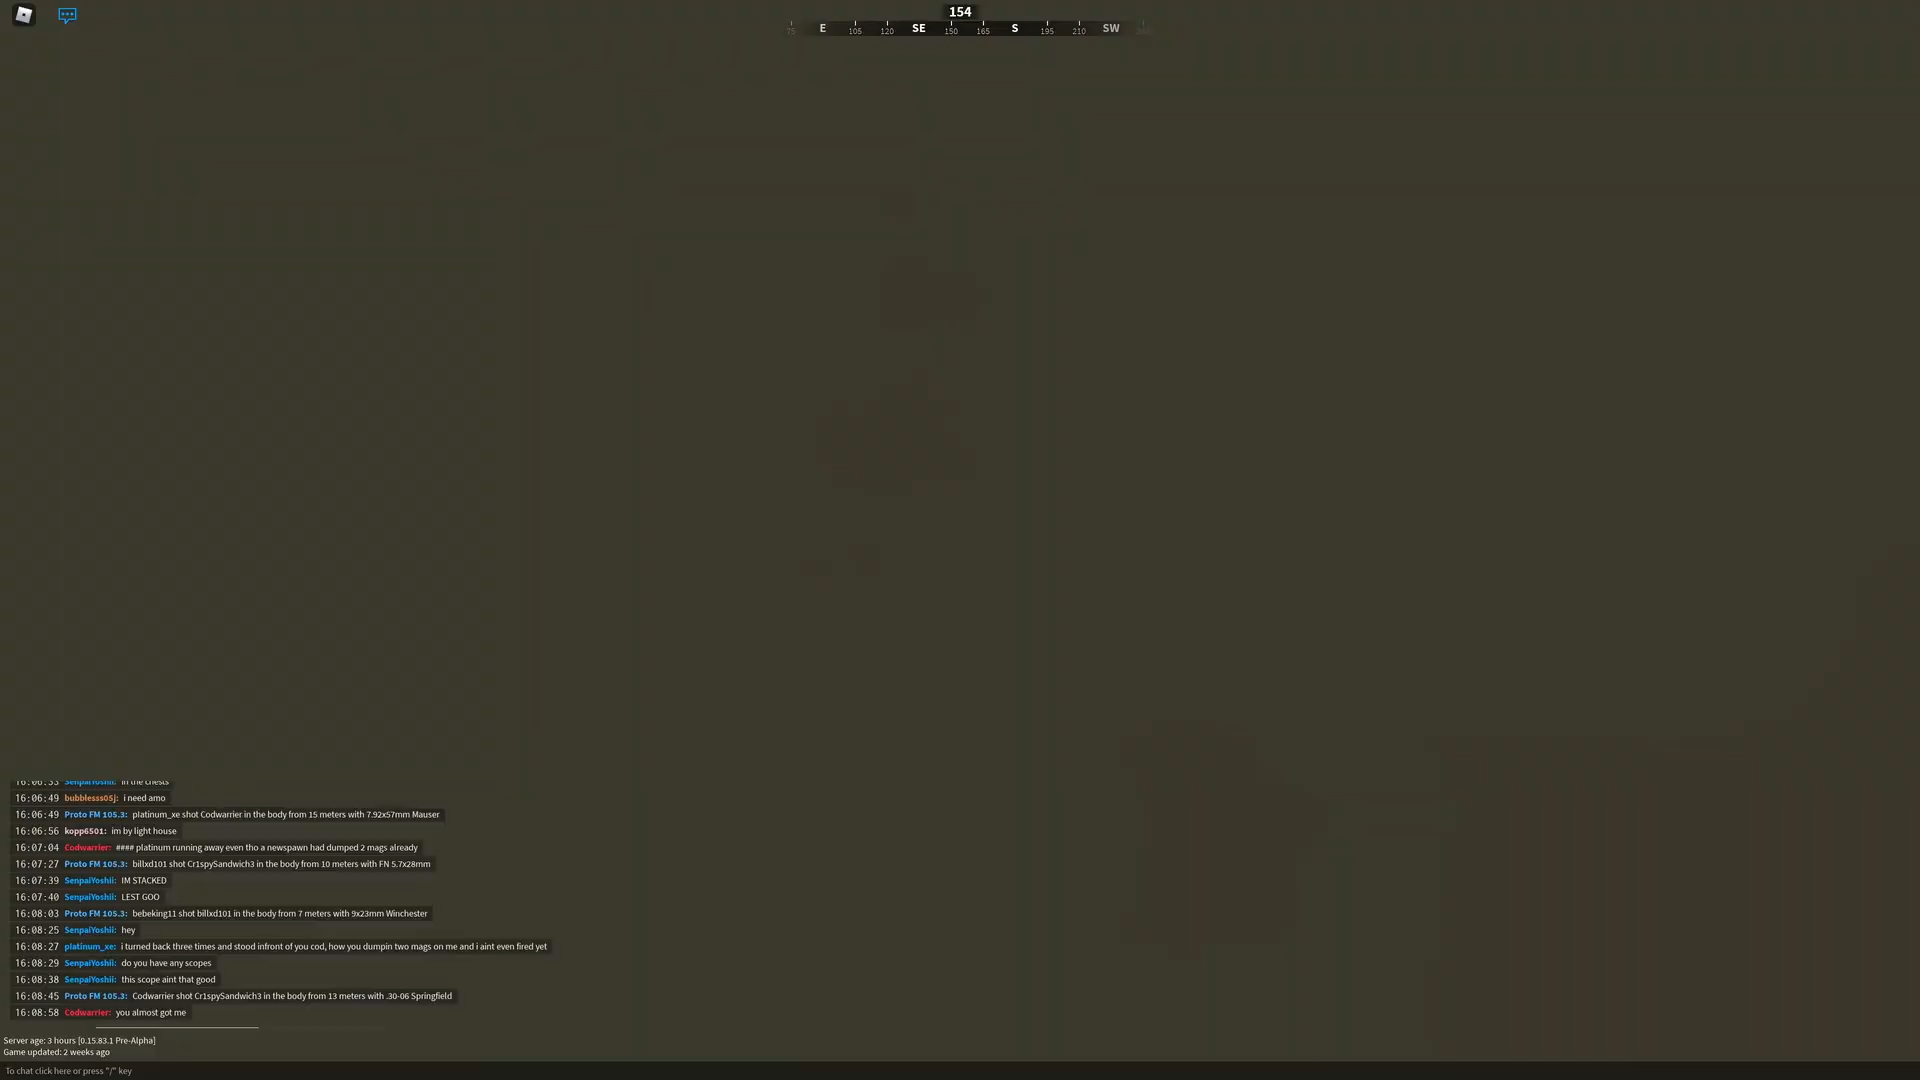 154
75 E 105 120 SE 150 165 S 195 210 SW
16:06:33 SenpaiYoshii: in the chests
16:06:49 bubblesss05j: i need amo
16:06:49 Proto FM 105.3: platinum_xe shot Codwarrier in the body from 15 meters with 7.92x57mm Mauser
16:06:56 kopp6501: im by light house
16:07:04 Codwarrier: #### platinum running away even tho a newspawn had dumped 2 mags already
16:07:27 Proto FM 105.3: billxd101 shot Cr1spySandwich3 in the body from 10 meters with FN 5.7x28mm
16:07:39 SenpaiYoshii: IM STACKED
16:07:40 SenpaiYoshii: LEST GOO
16:08:03 Proto FM 105.3: bebeking11 shot billxd101 in the body from 7 meters with 9x23mm Winchester
16:08:25 SenpaiYoshii: hey
16:08:27 platinum_xe: i turned back three times and stood infront of you cod, how you dumpin two mags on me and i aint even fired yet
16:08:29 SenpaiYoshii: do you have any scopes
16:08:38 SenpaiYoshii: this scope aint that good
16:08:45 Proto FM 105.3: Codwarrier shot Cr1spySandwich3 in the body from 13 meters with .30-06 Springfield
16:08:58 Codwarrier: you almost got me
Server age: 3 hours [0.15.83.1 Pre-Alpha]
Game updated: 2 weeks ago
To chat click here or press "/" key